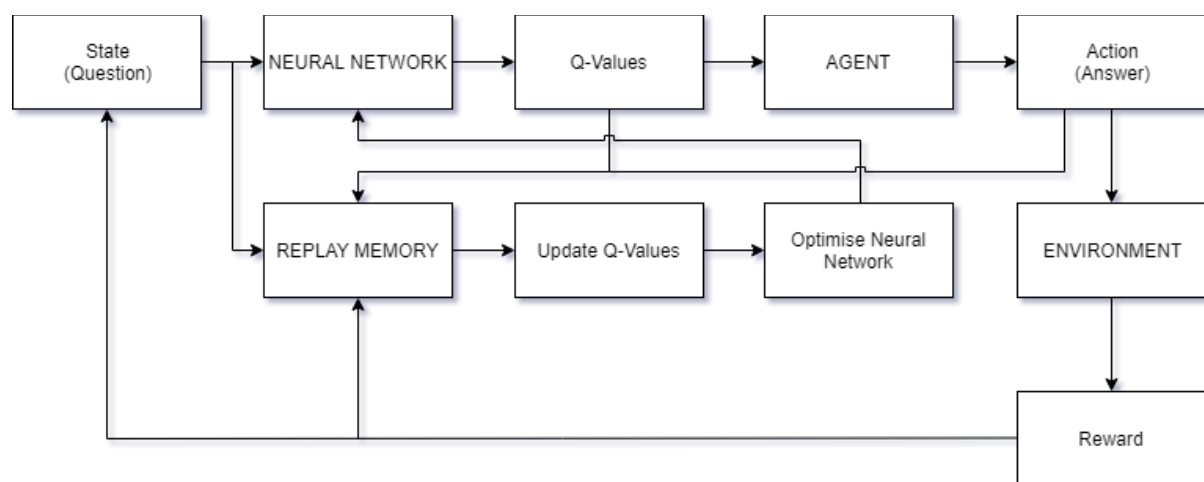 State
(Question)
NEURAL NETWORK
Q-Values
AGENT
Action
(Answer)
REPLAY MEMORY
Update Q-Values
Optimise Neural
Network
ENVIRONMENT
Reward